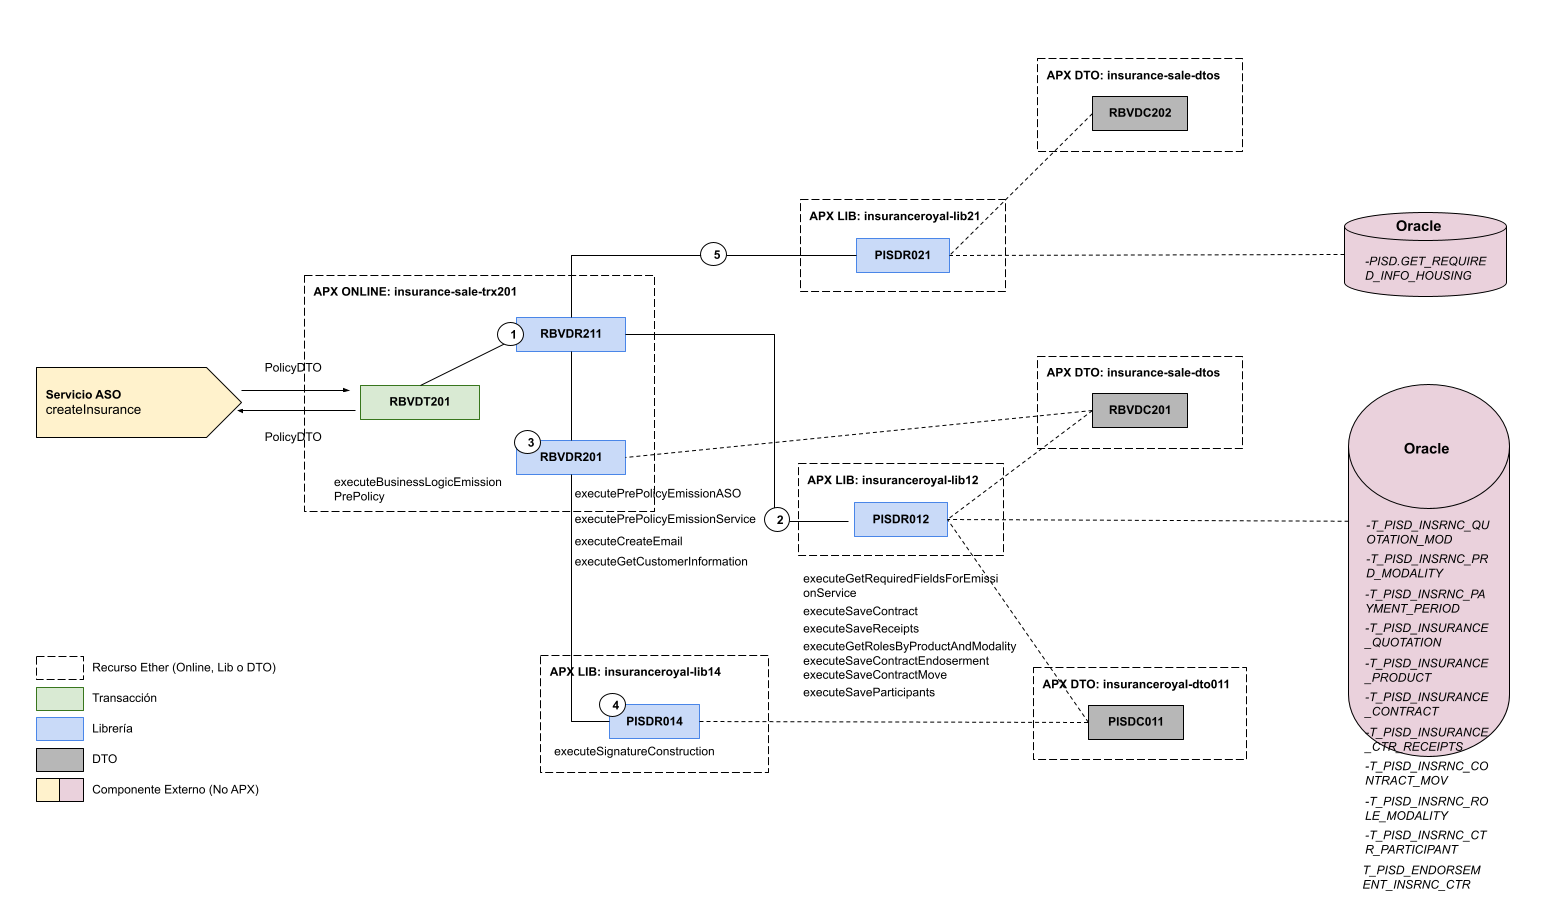 APX DTO: insurance-sale-dtos
RBVDC202
APX LIB: insuranceroyal-lib21
PISDR021
5
Oracle
-PISD.GET_REQUIRE
D_INFO_HOUSING
APX ONLINE: insurance-sale-trx201
1
RBVDR211
PolicyDTO
Servicio ASO
createInsurance
RBVDT201
PolicyDTO
3
RBVDR201
executeBusinessLogicEmission
PrePolicy
executePrePolicyEmissionASO
executePrePolicyEmissionService
executeCreateEmail
executeGetCustomerInformation
2
APX DTO: insurance-sale-dtos
RBVDC201
APX LIB: insuranceroyal-lib12
PISDR012
executeGetRequiredFieldsForEmissi
onService
executeSaveContract
executeSaveReceipts
executeGetRolesByProductAndModality
executeSaveContractEndoserment
executeSaveContractMove
executeSaveParticipants
Oracle
-T_PISD_INSRNC_QU
OTATION_MOD
-T_PISD_INSRNC_PR
D_MODALITY
-T_PISD_INSRNC_PA
YMENT_PERIOD
-T_PISD_INSURANCE
_QUOTATION
-T_PISD_INSURANCE
_PRODUCT
-T_PISD_INSURANCE
_CONTRACT
-T_PISD_INSURANCE
_CTR_RECEIPTS
-T_PISD_INSRNC_CO
NTRACT_MOV
-T_PISD_INSRNC_RO
LE_MODALITY
-T_PISD_INSRNC_CT
R_PARTICIPANT
T_PISD_ENDORSEM
ENT_INSRNC_CTR
APX LIB: insuranceroyal-lib14
4
PISDR014
executeSignatureConstruction
APX DTO: insuranceroyal-dto011
PISDC011
Recurso Ether (Online, Lib o DTO)
Transacción
Librería
DTO
Componente Externo (No APX)